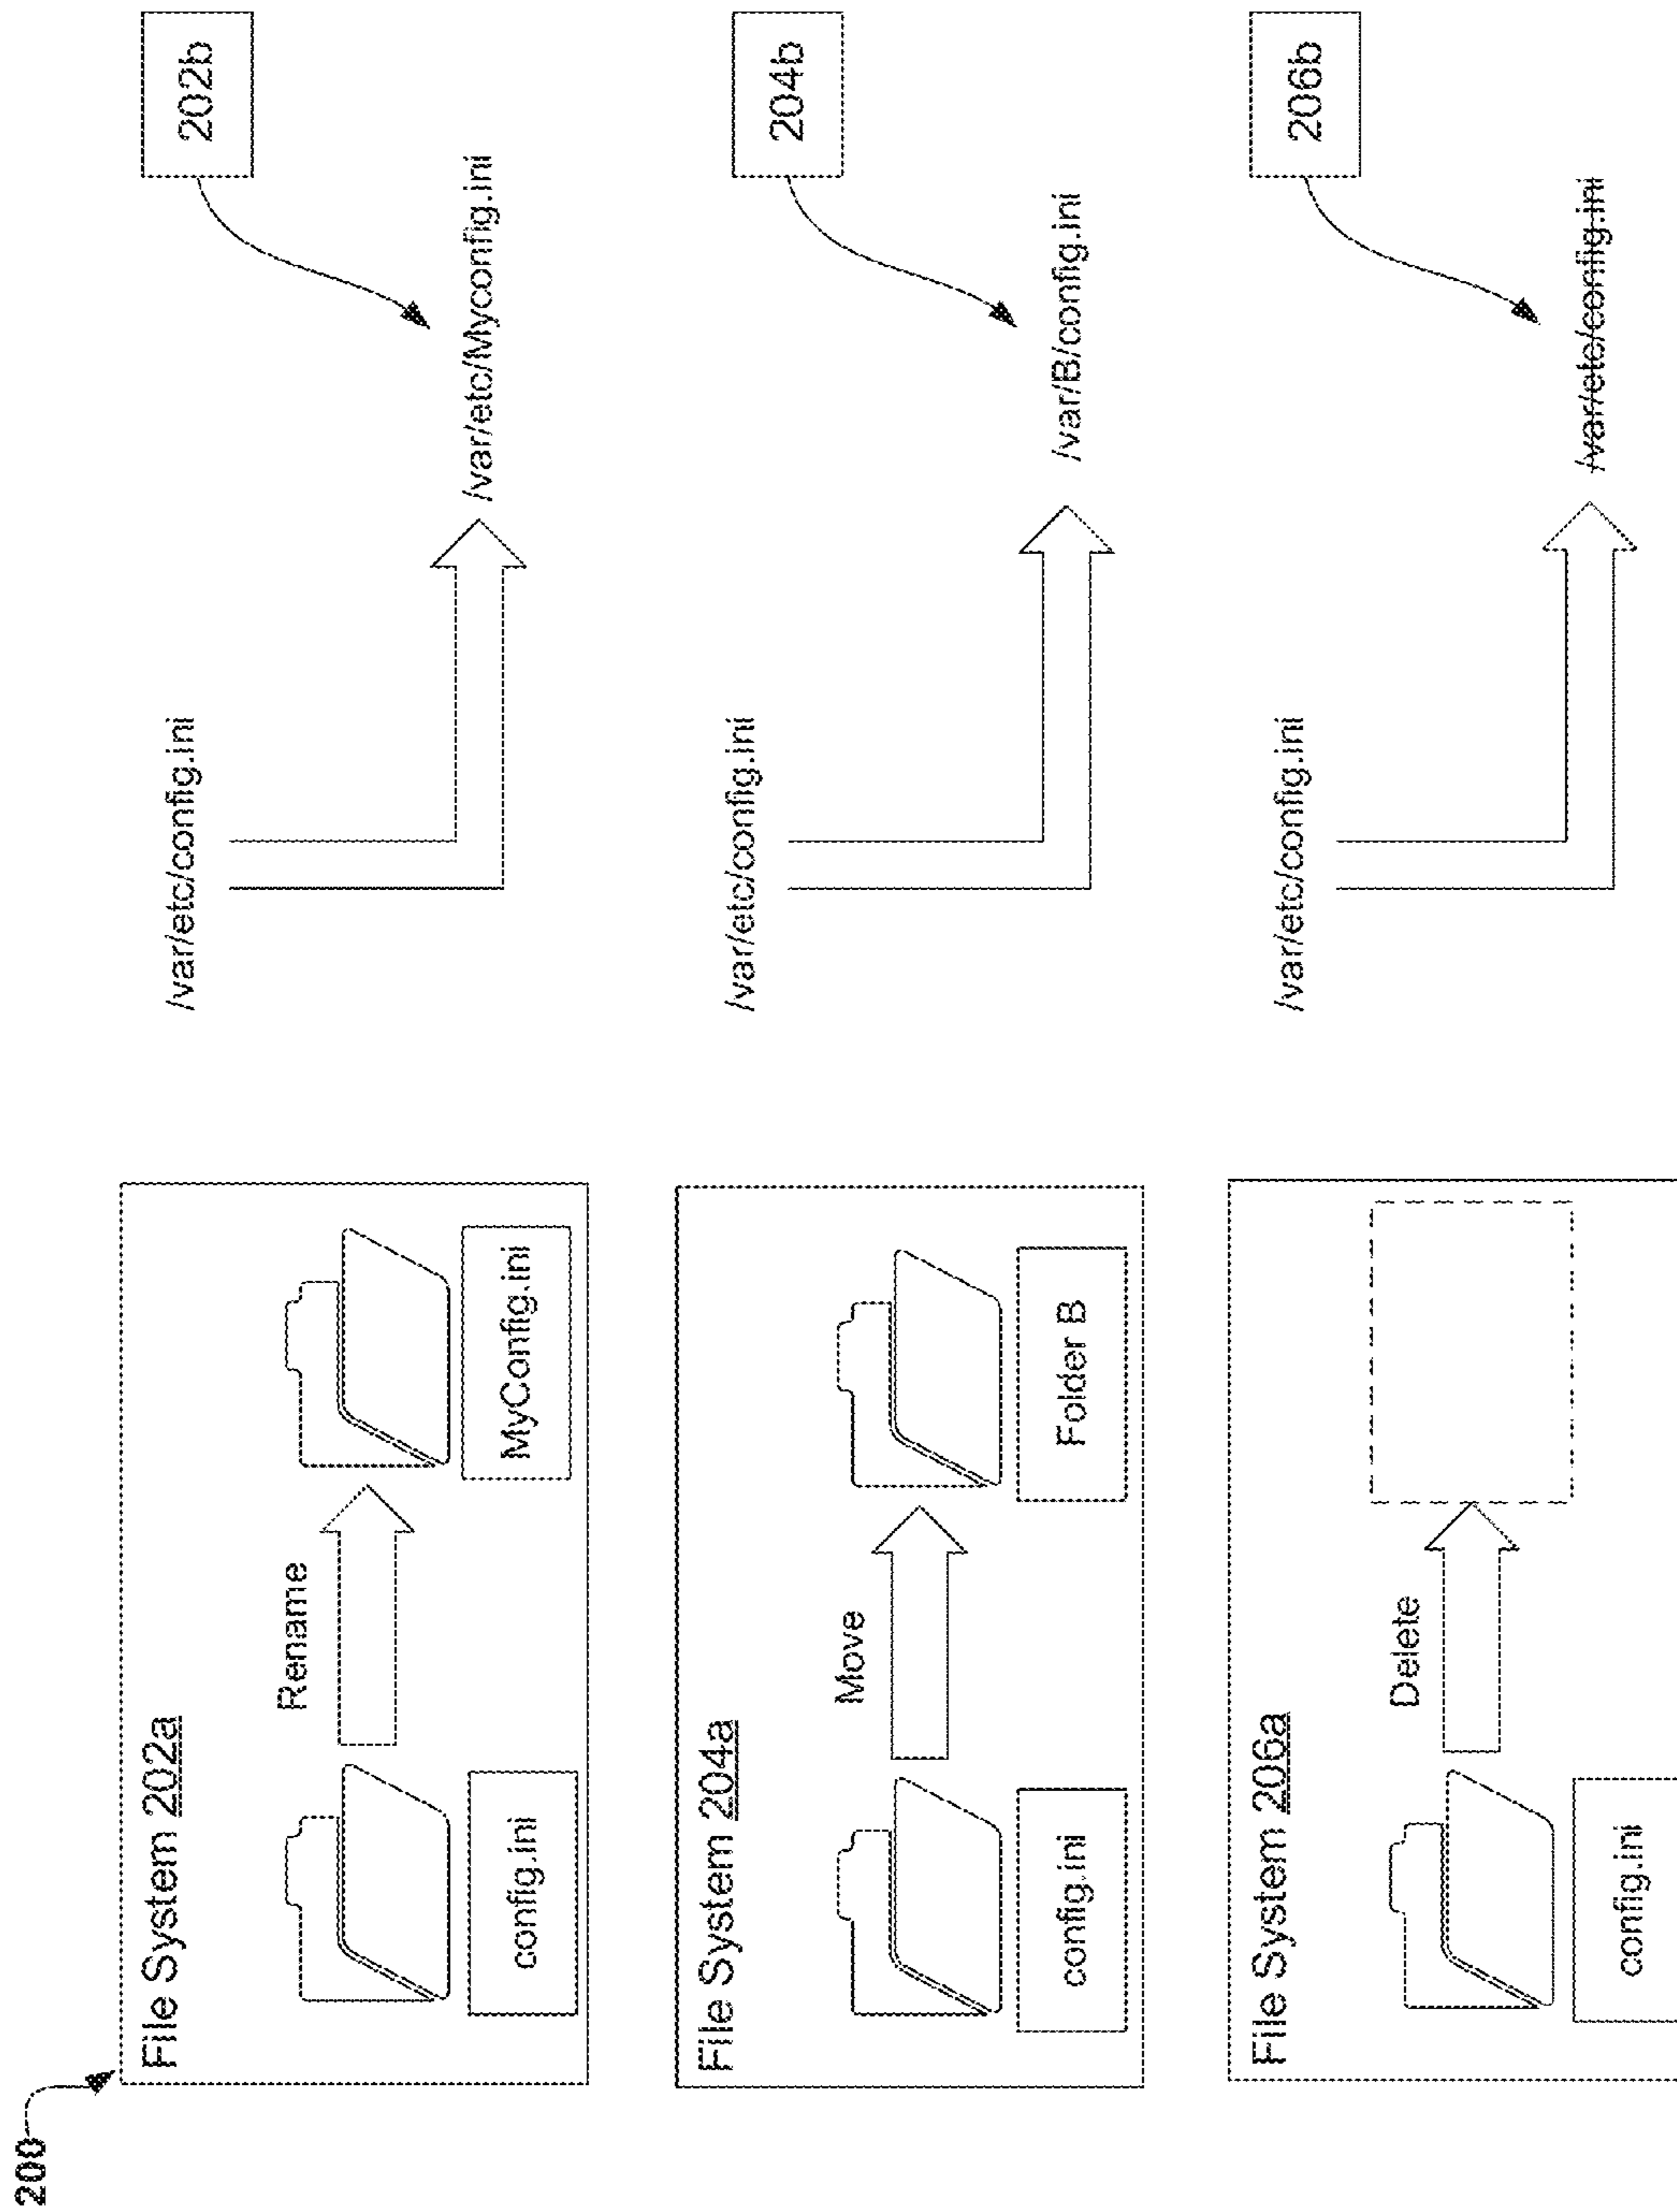 200
File System 202a
Rename
config.ini
MyConfig.ini
/var/etc/config.ini
202b
/var/etc/Myconfig.ini
File System 204a
Move
config.ini
Folder B
/var/etc/config.ini
204b
/var/B/config.ini
File System 206a
Delete
config.ini
/var/etc/config.ini
206b
/var/etc/config.ini